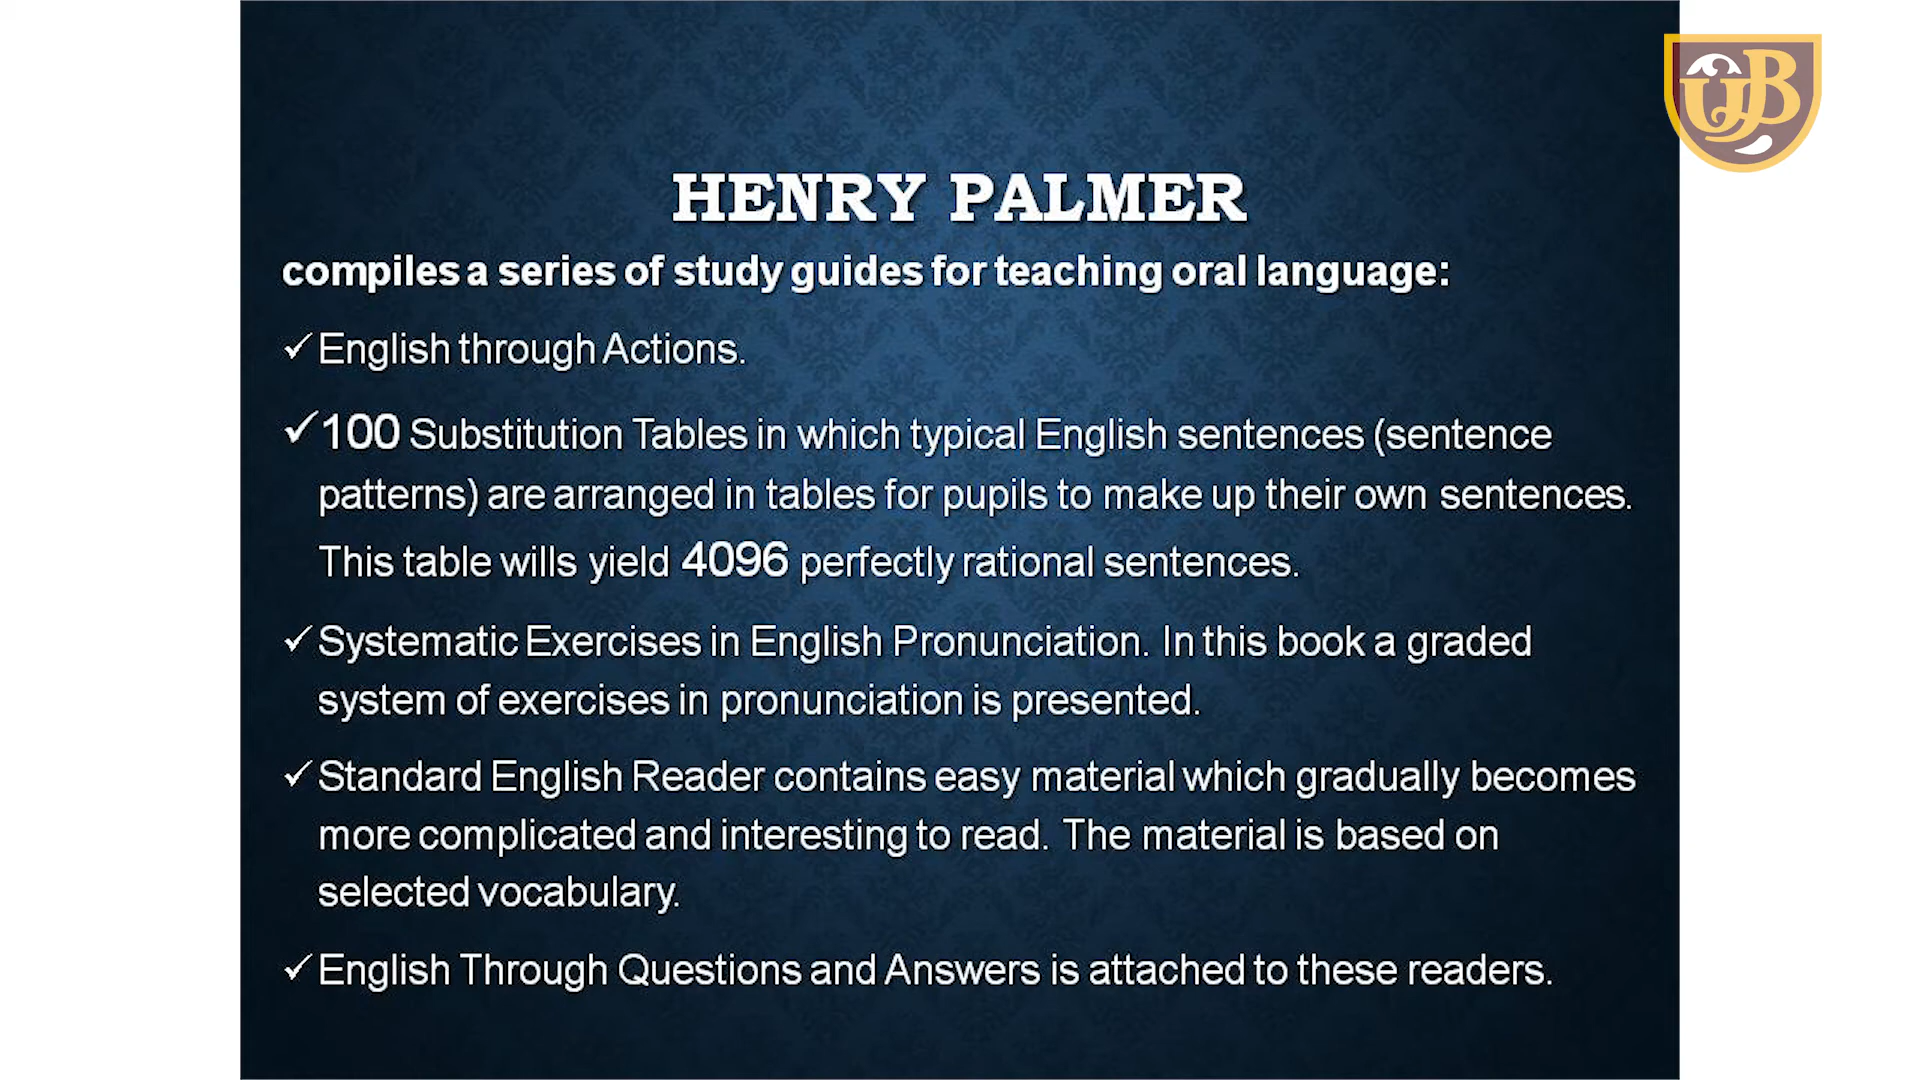 HENRY PALMER
compiles a series of study guides for teaching oral language:
✓English through Actions.
✓100 Substitution Tables in which typical English sentences (sentence
patterns) are arranged in tables for pupils to make up their own sentences.
This table wills yield 4096 perfectly rational sentences.
✓Systematic Exercises in English Pronunciation. In this book a graded
system of exercises in pronunciation is presented.
✓Standard English Reader contains easy material which gradually becomes
more complicated and interesting to read. The material is based on
selected vocabulary.
✓English Through Questions and Answers is attached to these readers.